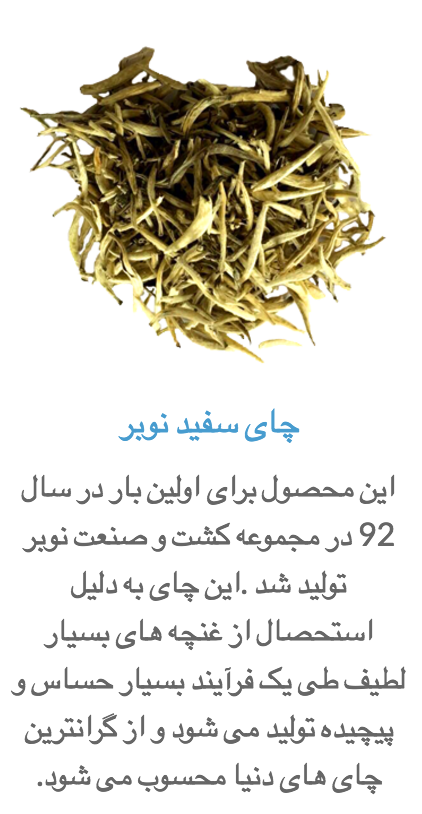 چای سفید نوبر
این محصول برای اولین بار در سال
92 در مجموعه کشت و صنعت نوبر
تولید شد .این چای به دلیل
استحصال از غنچه های بسیار
لطیف طی یک فرآیند بسیار حساس و
پیچیده تولید می شود و از گرانترین
چای های دنیا محسوب می شود.